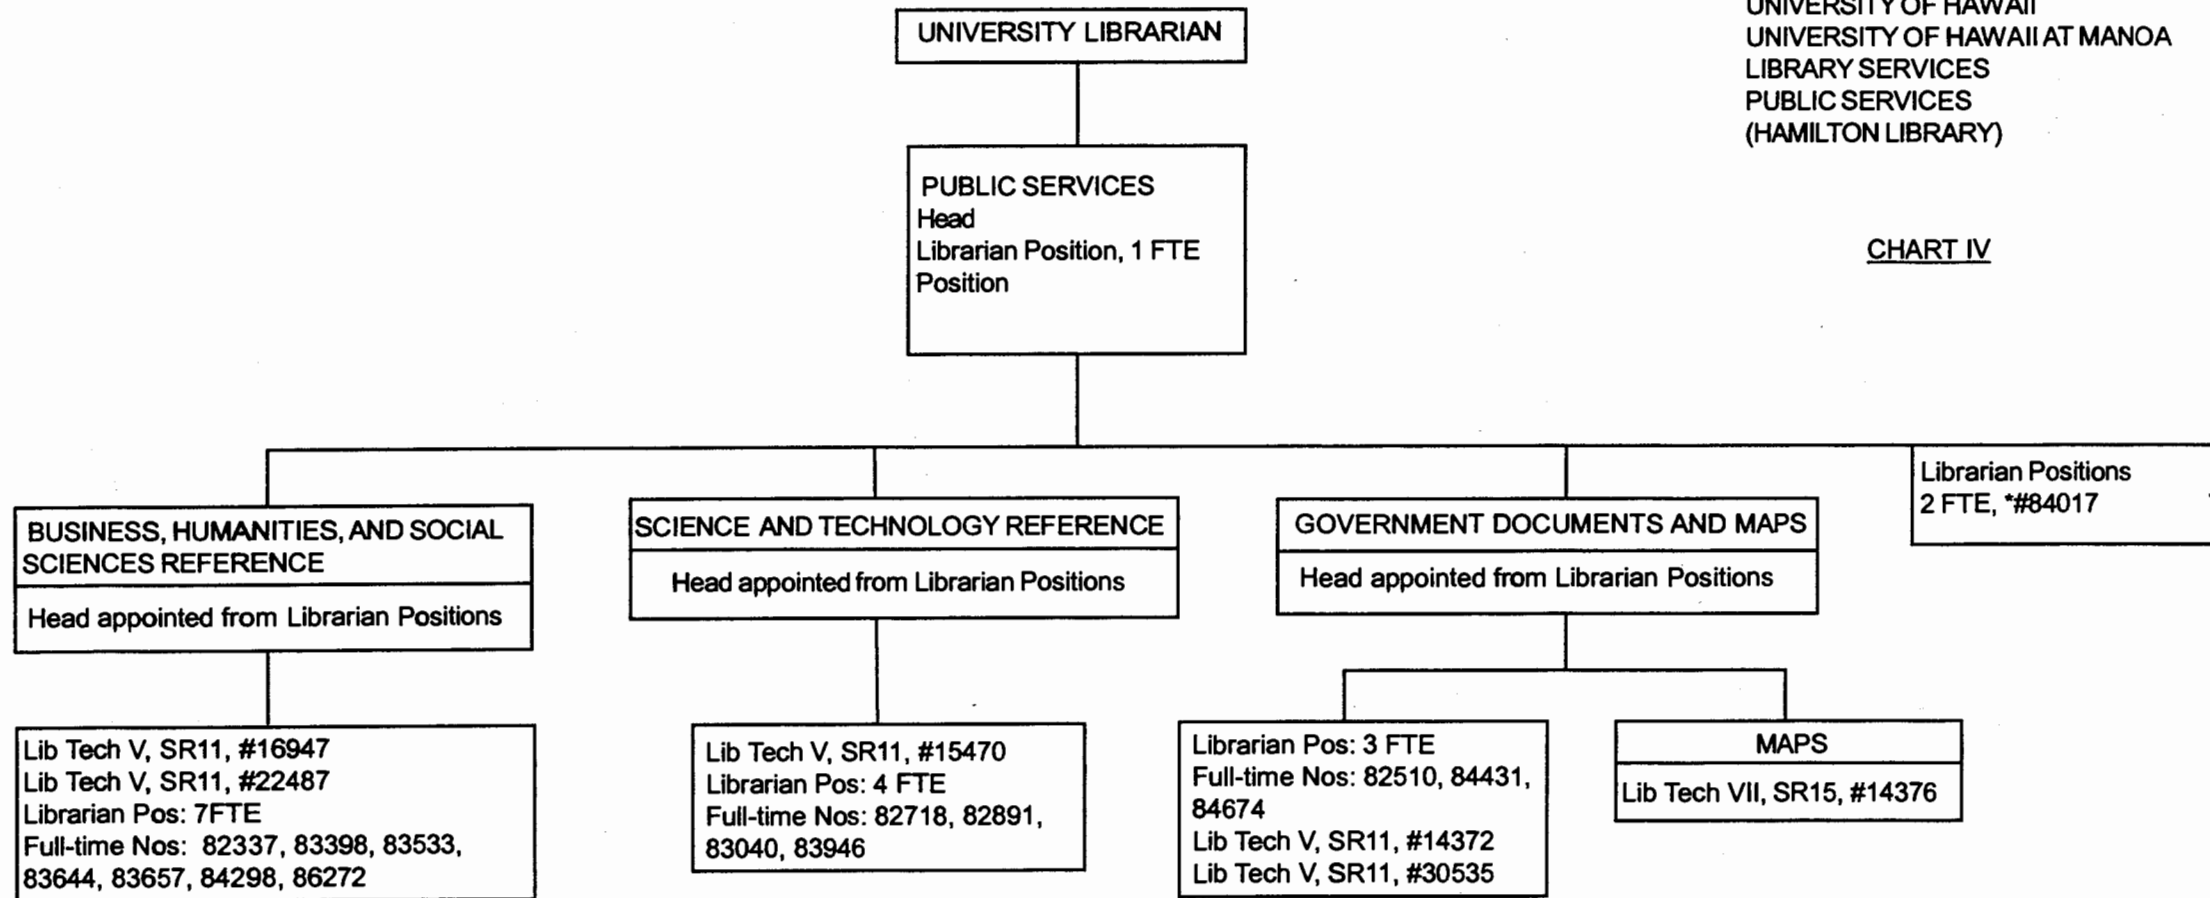 UNIVERSITY OF HAWAII
UNIVERSITY OF HAWAII AT MANOA
LIBRARY SERVICES
PUBLIC SERVICES
(HAMILTON LIBRARY)
CHART IV
UNIVERSITY LIBRARIAN
PUBLIC SERVICES
Head
Librarian Position, 1 FTE
Position
BUSINESS, HUMANITIES, AND SOCIAL
SCIENCES REFERENCE
Head appointed from Librarian Positions
Lib Tech V, SR11, #16947
Lib Tech V, SR11, #22487
Librarian Pos: 7FTE
Full-time Nos: 82337, 83398, 83533,
83644, 83657, 84298, 86272
SCIENCE AND TECHNOLOGY REFERENCE
Head appointed from Librarian Positions
Lib Tech V, SR11, #15470
Librarian Pos: 4 FTE
Full-time Nos: 82718, 82891,
83040, 83946
GOVERNMENT DOCUMENTS AND MAPS
Head appointed from Librarian Positions
Librarian Pos: 3 FTE
Full-time Nos: 82510, 84431,
84674
Lib Tech V, SR11, #14372
Lib Tech V, SR11, #30535
MAPS
Lib Tech VII, SR15, #14376
Librarian Positions
2 FTE, *#84017